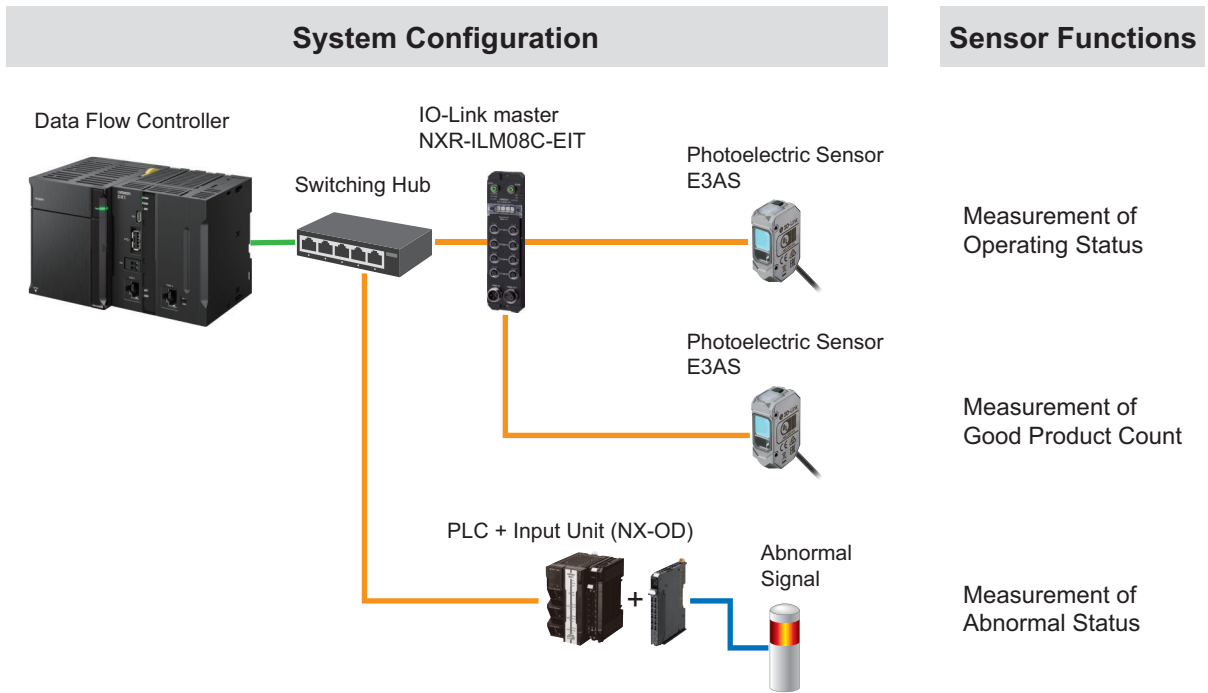 System Configuration
Sensor Functions
Data Flow Controller
IO-Link master
NXR-ILM08C-EIT
Switching Hub
Photoelectric Sensor
E3AS
Measurement of
Operating Status
Photoelectric Sensor
E3AS
Measurement of
Good Product Count
PLC + Input Unit (NX-OD)
+
Abnormal
Signal
Measurement of
Abnormal Status